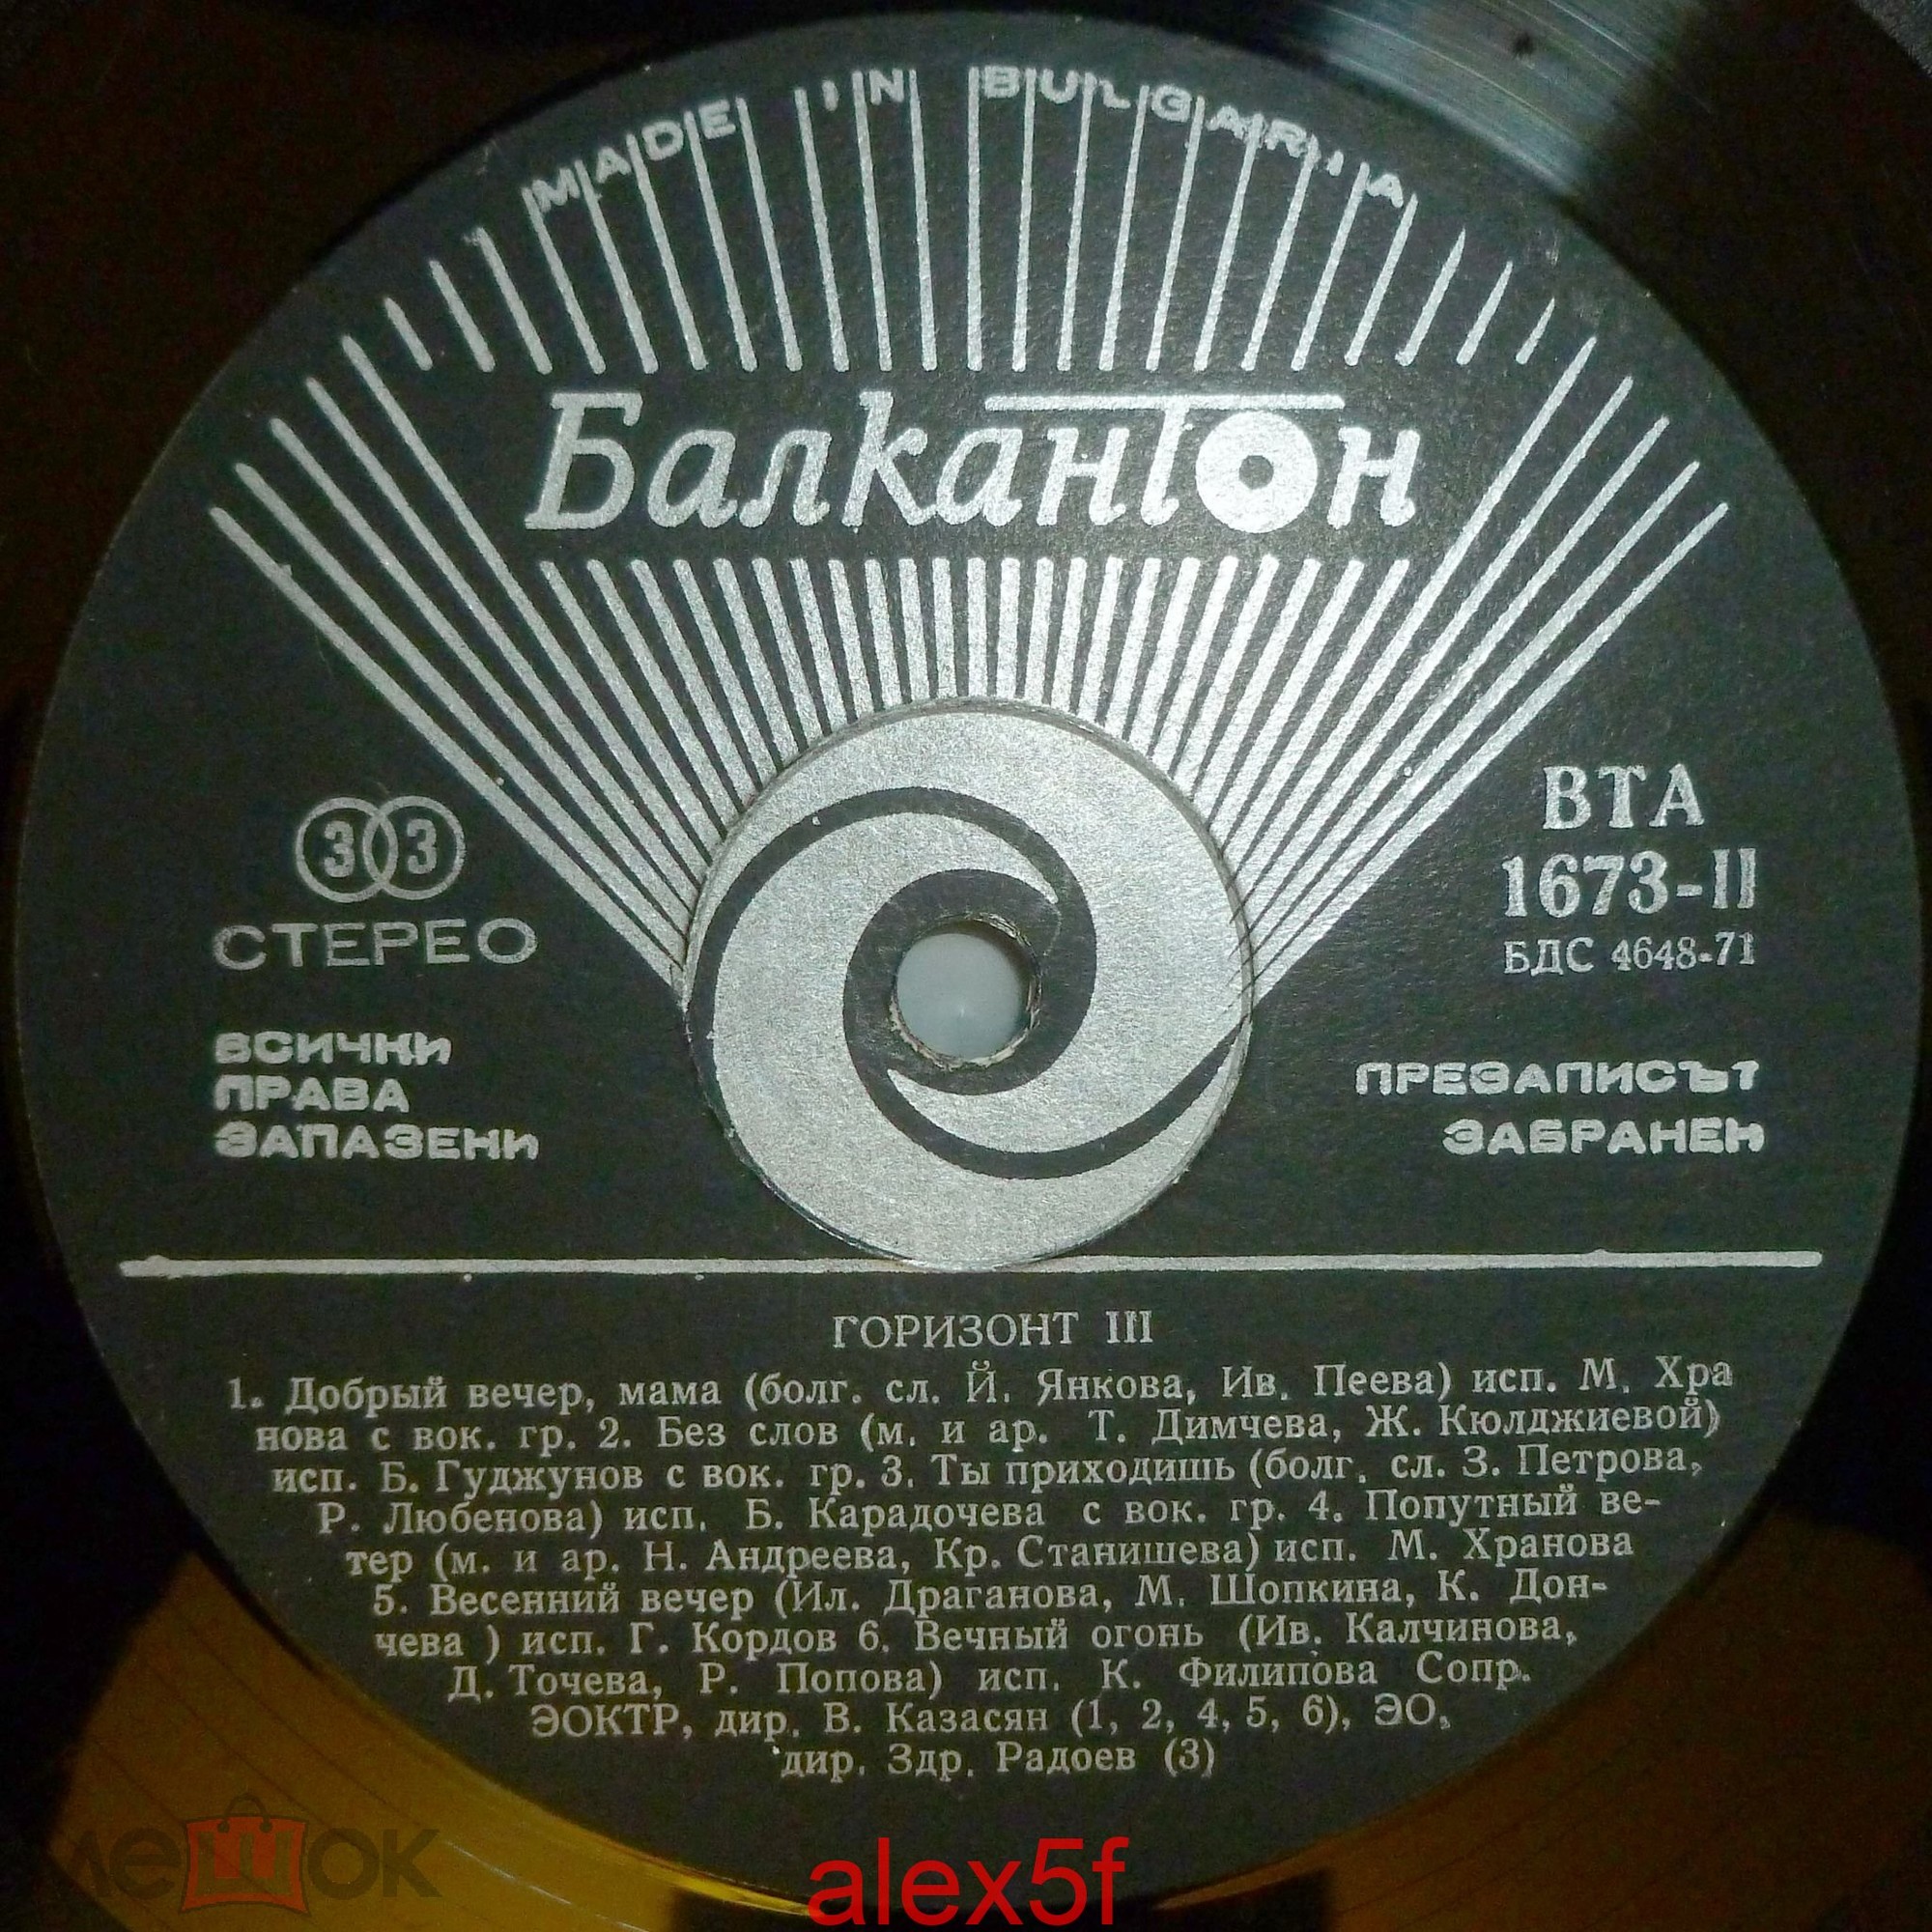 MADE IN BULGARIA
Балкантон
33
СТЕРЕО
ВТА
1673-II
БДС 4648-71
ВСИЧКИ
ПРАВА
ЗАПАЗЕНИ
ПРЕЗАПИСЪТ
ЗАБРАНЕН
ГОРИЗОНТ III
1. Добрый вечер, мама (болг. сл. Й. Янкова, Ив. Пеева) исп. М. Хра
нова с вок. гр. 2. Без слов (м. и ар. Т. Димчева, Ж. Кюлджиевой)
исп. Б. Гуджунов с вок. гр. 3. Ты приходишь (болг. сл. З. Петрова,
Р. Любенова) исп. Б. Карадочева с вок. гр. 4. Попутный ве-
тер (м. и ар. Н. Андреева, Кр. Станишева) исп. М. Хранова
5. Весенний вечер (Ил. Драганова, М. Шопкина, К. Дон-
чева ) исп. Г. Кордов 6. Вечный огонь (Ив. Калчинова,
Д. Точева, Р. Попова) исп. К. Филипова Сопр.
ЭОКТР, дир. В. Казасян (1, 2, 4, 5, 6), ЭО,
дир. Здр. Радоев (3)
мешок
alex5f